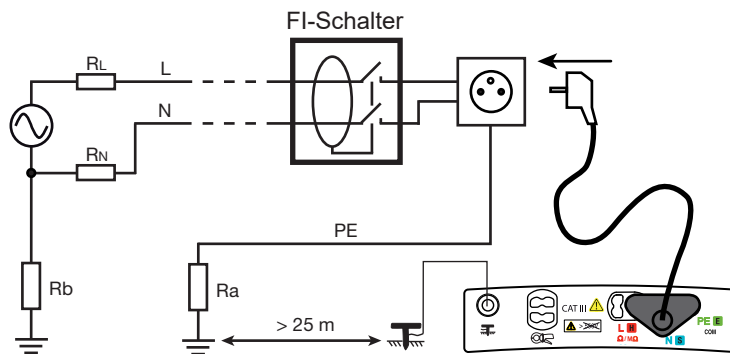 FI-Schalter
RL
L
N
RN
PE
Rb
Ra
> 25 m
CAT III
L H
Ω/MΩ
N S
PE E
COM